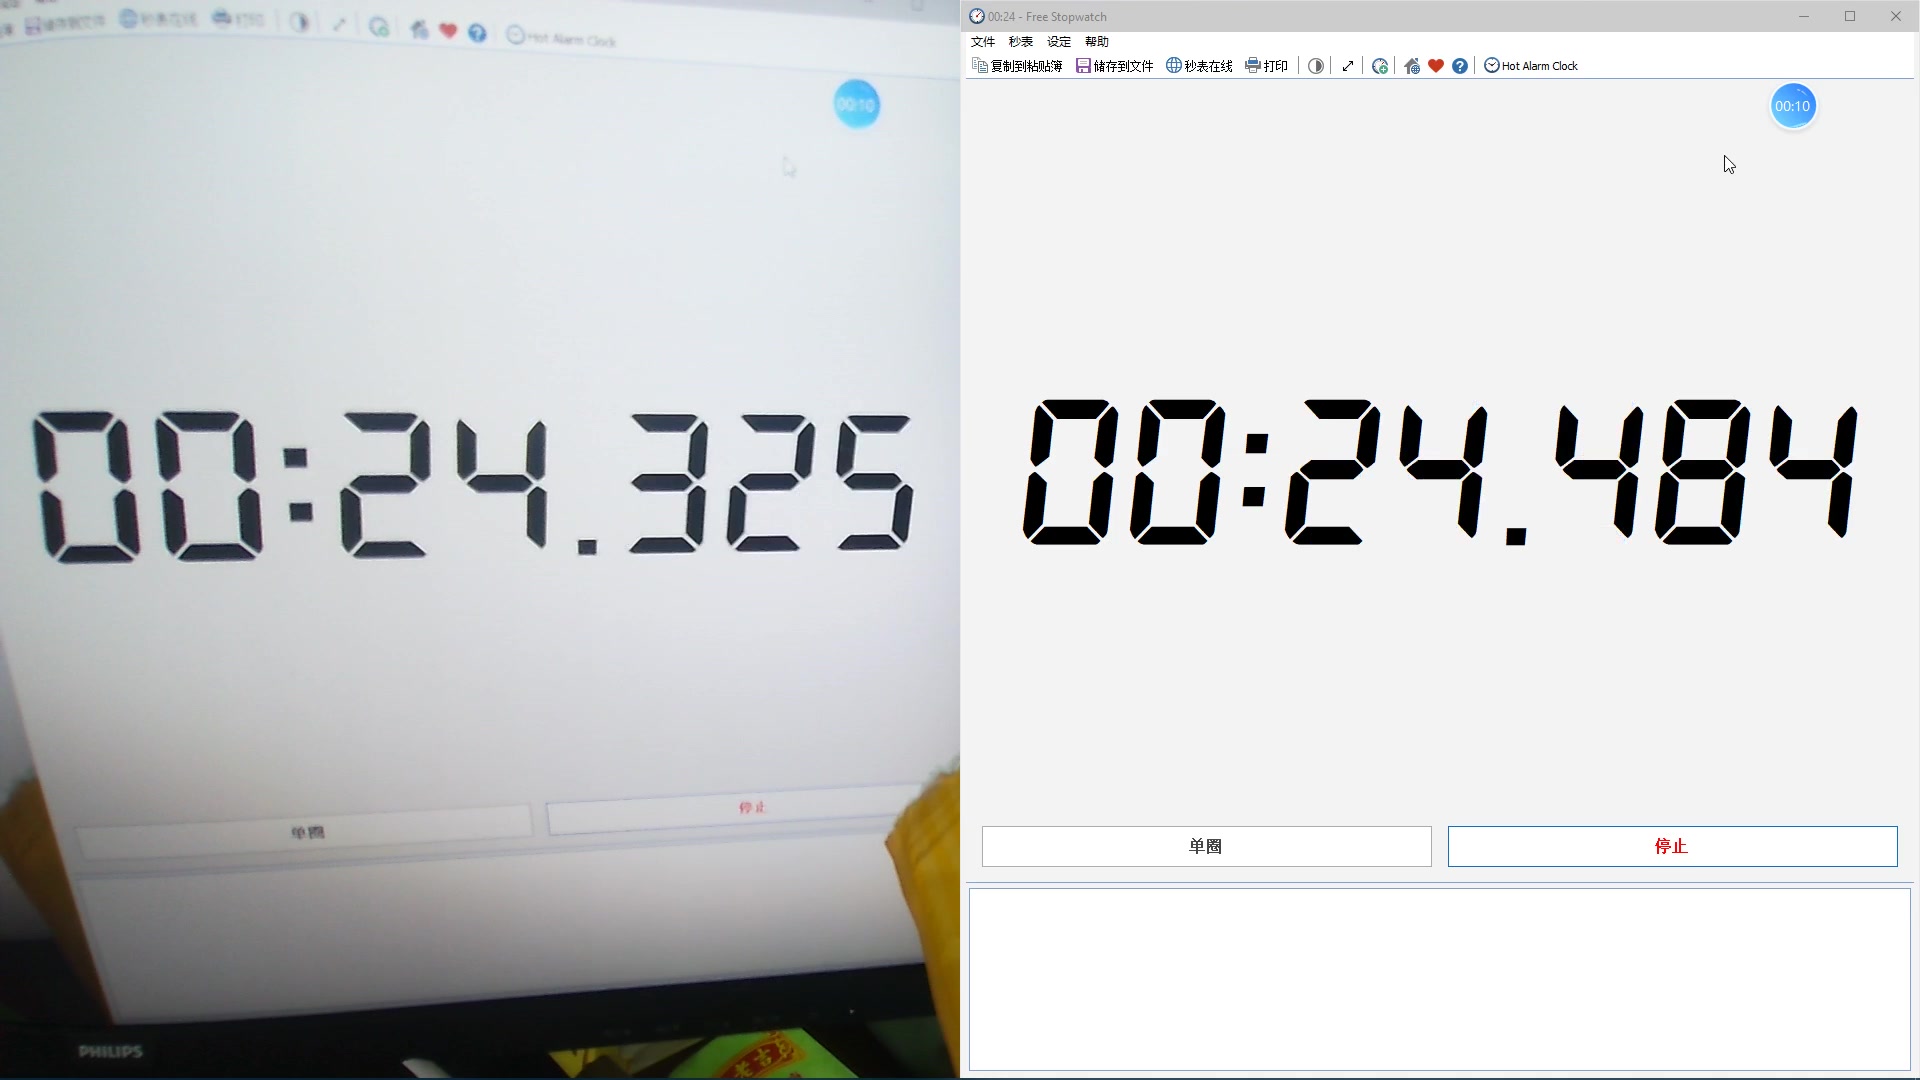 储存到文件 秒表在线 打印 Hot Alarm Clock
00:10
00:24.325
单圈 停止
PHILIPS
老吉
00:24 - Free Stopwatch
文件 秒表 设定 帮助
复制到粘贴簿 储存到文件 秒表在线 打印 Hot Alarm Clock
00:10
00:24.484
单圈 停止